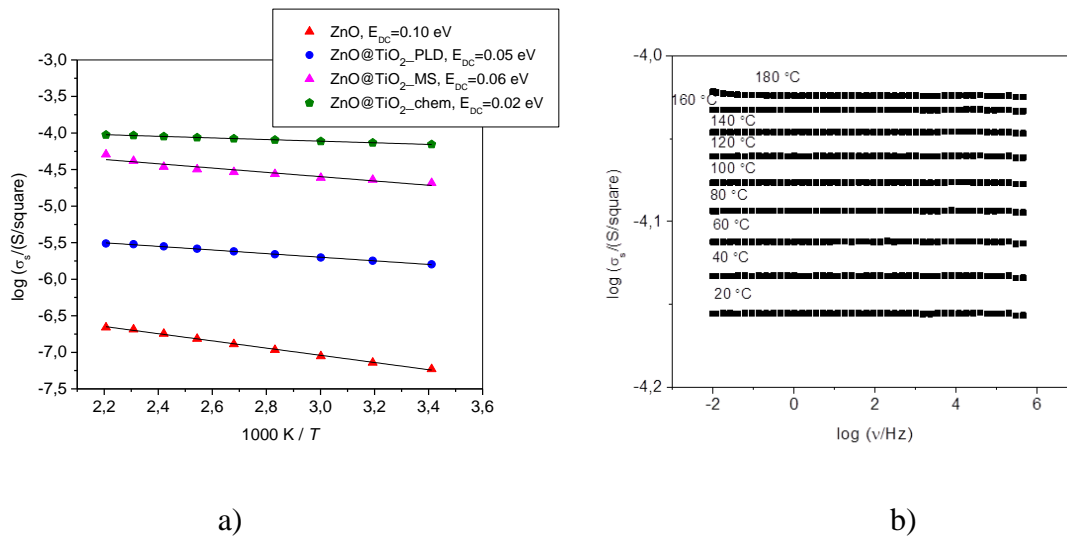 ZnO, E_DC=0.10 eV
ZnO@TiO2_PLD, E_DC=0.05 eV
ZnO@TiO2_MS, E_DC=0.06 eV
ZnO@TiO2_chem, E_DC=0.02 eV
-3,0
-3,5
-4,0
-4,5
-5,0
-5,5
-6,0
-6,5
-7,0
-7,5
log (σs/(S/square)
2,2 2,4 2,6 2,8 3,0 3,2 3,4 3,6
1000 K / T
a)
-4,0
-4,1
-4,2
log (σs/(S/square)
180 °C
160 °C
140 °C
120 °C
100 °C
80 °C
60 °C
40 °C
20 °C
-2 0 2 4 6
log (ν/Hz)
b)